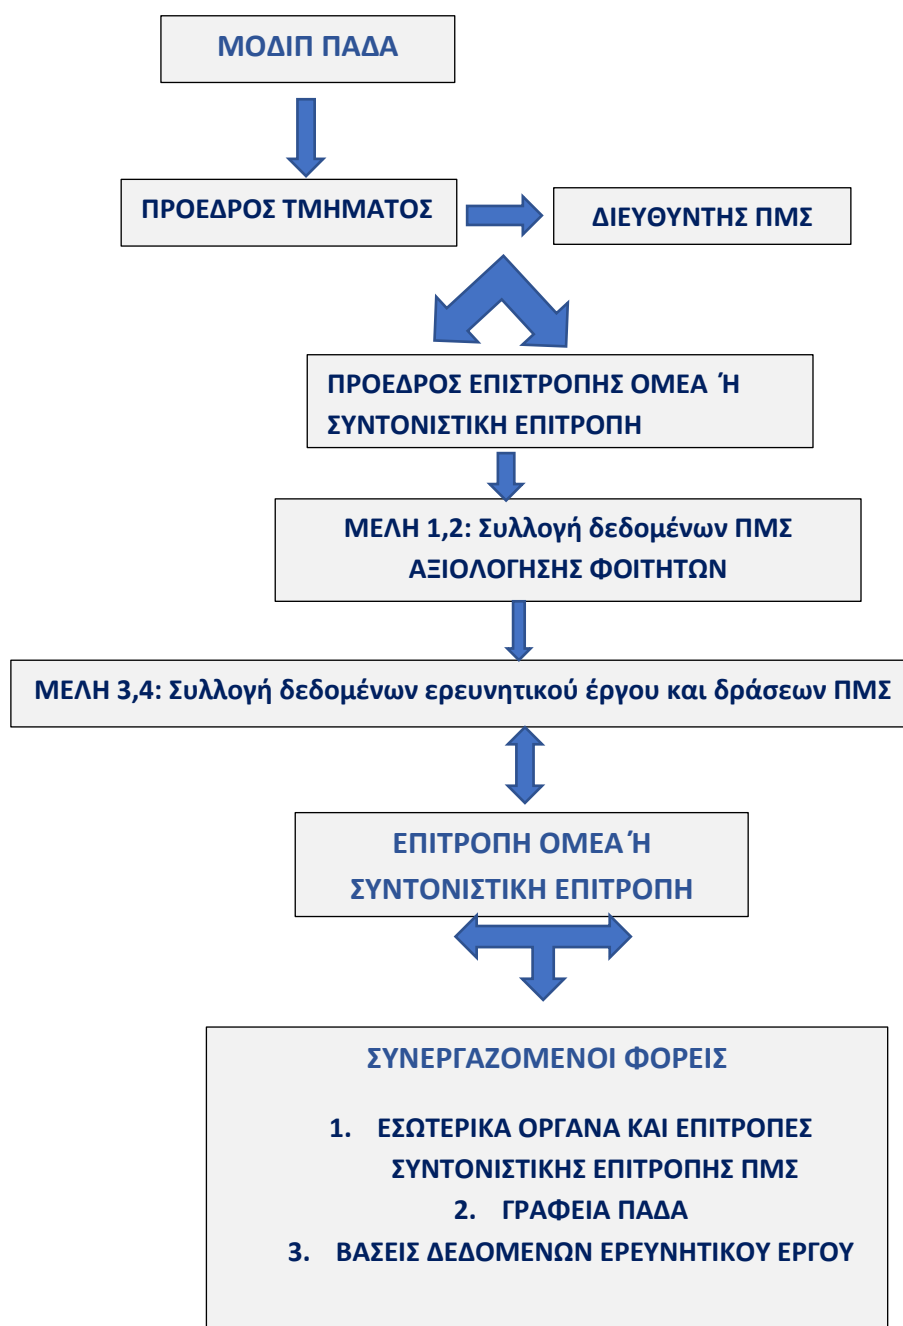 ΜΟΔΙΠ ΠΑΔΑ
ΠΡΟΕΔΡΟΣ ΤΜΗΜΑΤΟΣ
ΔΙΕΥΘΥΝΤΗΣ ΠΜΣ
ΠΡΟΕΔΡΟΣ ΕΠΙΣΤΡΟΠΗΣ ΟΜΕΑ Ή
ΣΥΝΤΟΝΙΣΤΙΚΗ ΕΠΙΤΡΟΠΗ
ΜΕΛΗ 1,2: Συλλογή δεδομένων ΠΜΣ
ΑΞΙΟΛΟΓΗΣΗΣ ΦΟΙΤΗΤΩΝ
ΜΕΛΗ 3,4: Συλλογή δεδομένων ερευνητικού έργου και δράσεων ΠΜΣ
ΕΠΙΤΡΟΠΗ ΟΜΕΑ Ή
ΣΥΝΤΟΝΙΣΤΙΚΗ ΕΠΙΤΡΟΠΗ
ΣΥΝΕΡΓΑΖΟΜΕΝΟΙ ΦΟΡΕΙΣ
1. ΕΣΩΤΕΡΙΚΑ ΟΡΓΑΝΑ ΚΑΙ ΕΠΙΤΡΟΠΕΣ
ΣΥΝΤΟΝΙΣΤΙΚΗΣ ΕΠΙΤΡΟΠΗΣ ΠΜΣ
2. ΓΡΑΦΕΙΑ ΠΑΔΑ
3. ΒΑΣΕΙΣ ΔΕΔΟΜΕΝΩΝ ΕΡΕΥΝΗΤΙΚΟΥ ΕΡΓΟΥ